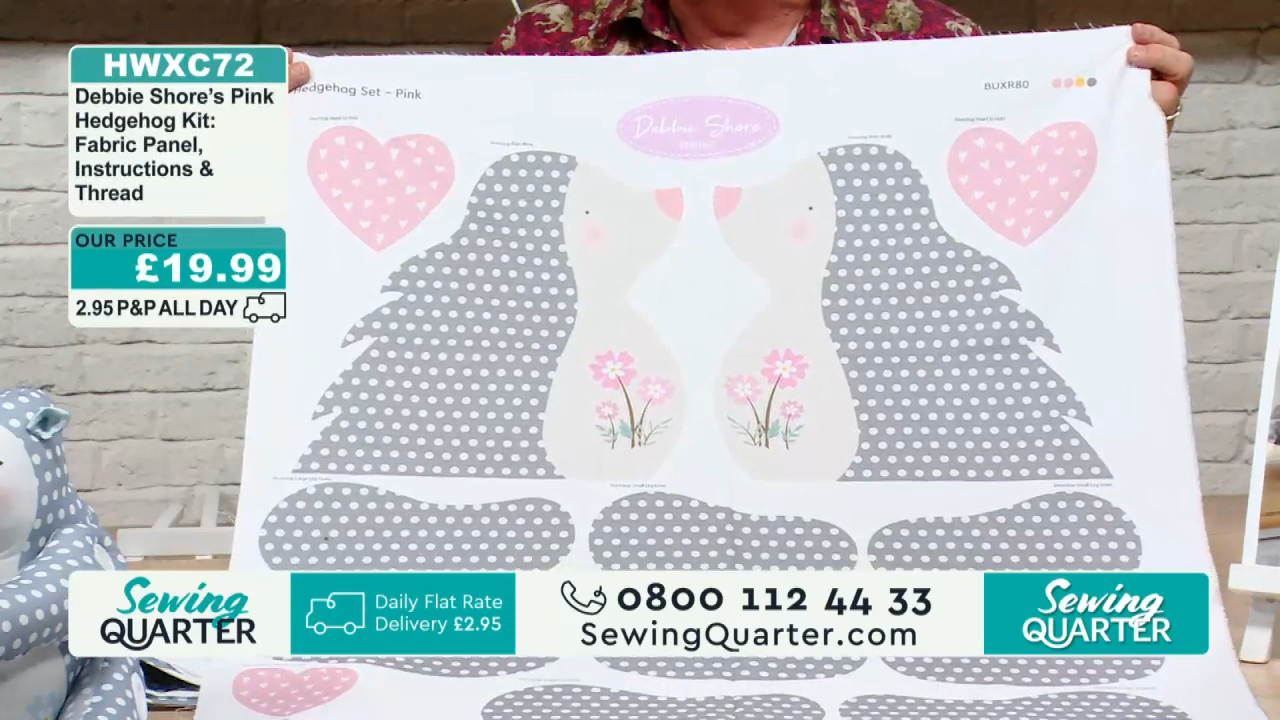 HWXC72
Debbie Shore's Pink
Hedgehog Kit:
Fabric Panel,
Instructions &
Thread
OUR PRICE
£19.99
2.95 P&P ALL DAY
Set - Pink
BUXR80
Debbie Shore
Sewing
QUARTER
Daily Flat Rate
Delivery £2.95
0800 112 44 33
SewingQuarter.com
Sewing
QUARTER